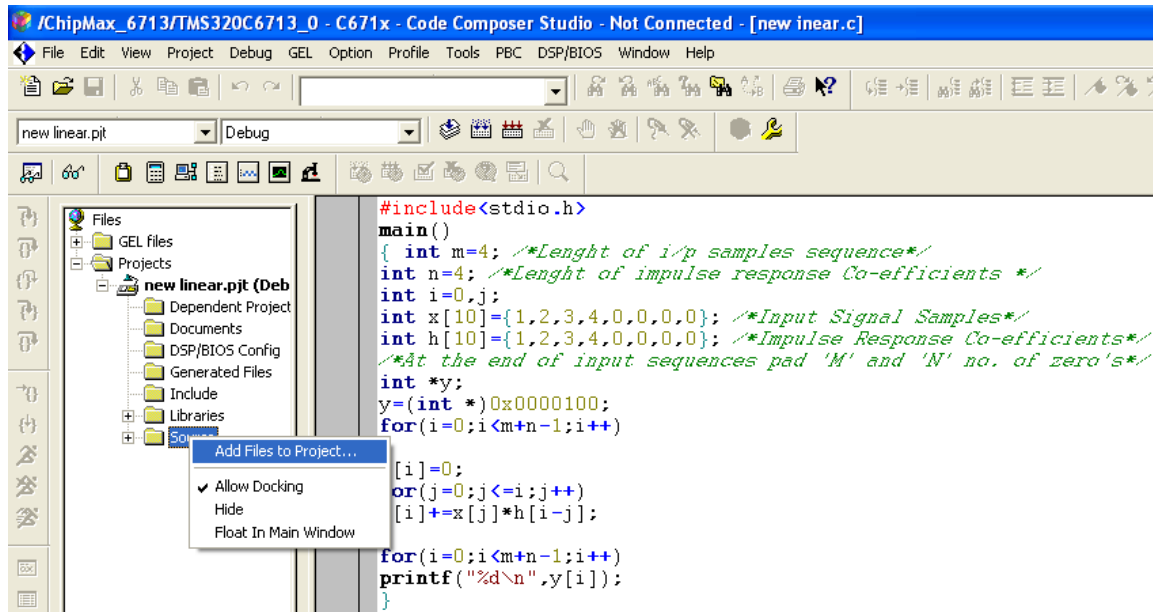 /ChipMax_6713/TMS320C6713_0 - C671x - Code Composer Studio - Not Connected - [new inear.c]
File Edit View Project Debug GEL Option Profile Tools PBC DSP/BIOS Window Help
new linear.pjt Debug
Files
GEL files
Projects
new linear.pjt (Deb
Dependent Project
Documents
DSP/BIOS Config
Generated Files
Include
Libraries
Add Files to Project...
Allow Docking
Hide
Float In Main Window
#include<stdio.h>
main()
{ int m=4; /*Lenght of i/p samples sequence*/
int n=4; /*Lenght of impulse response Co-efficients */
int i=0,j;
int x[10]={1,2,3,4,0,0,0,0}; /*Input Signal Samples*/
int h[10]={1,2,3,4,0,0,0,0}; /*Impulse Response Co-efficients*/
/*At the end of input sequences pad 'M' and 'N' no. of zero's*/
int *y;
y=(int *)0x0000100;
for(i=0;i<m+n-1;i++)
[i]=0;
or(j=0;j<=i;j++)
[i]+=x[j]*h[i-j];
for(i=0;i<m+n-1;i++)
printf("%d\n",y[i]);
}